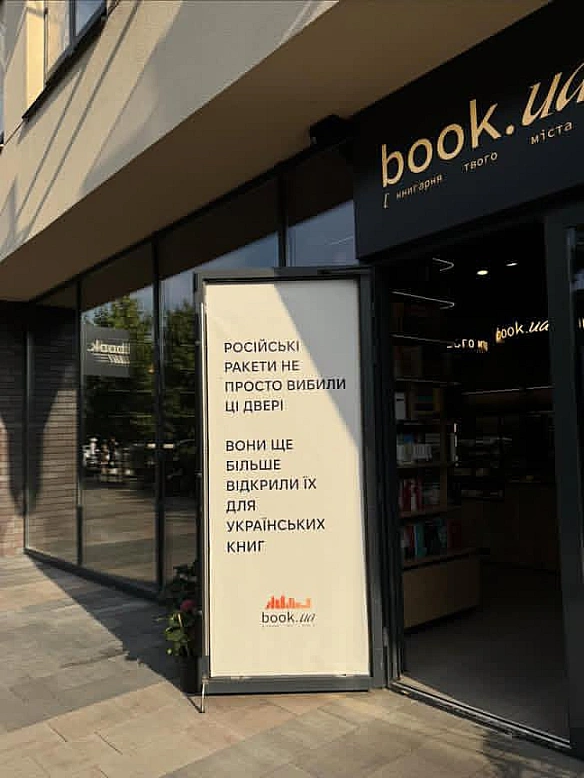 book.ua
[ книгарня твого міста
book.ua
РОСІЙСЬКІ
РАКЕТИ НЕ
ПРОСТО ВИБИЛИ
ЦІ ДВЕРІ
ВОНИ ЩЕ
БІЛЬШЕ
ВІДКРИЛИ ЇХ
ДЛЯ
УКРАЇНСЬКИХ
КНИГ
book.ua